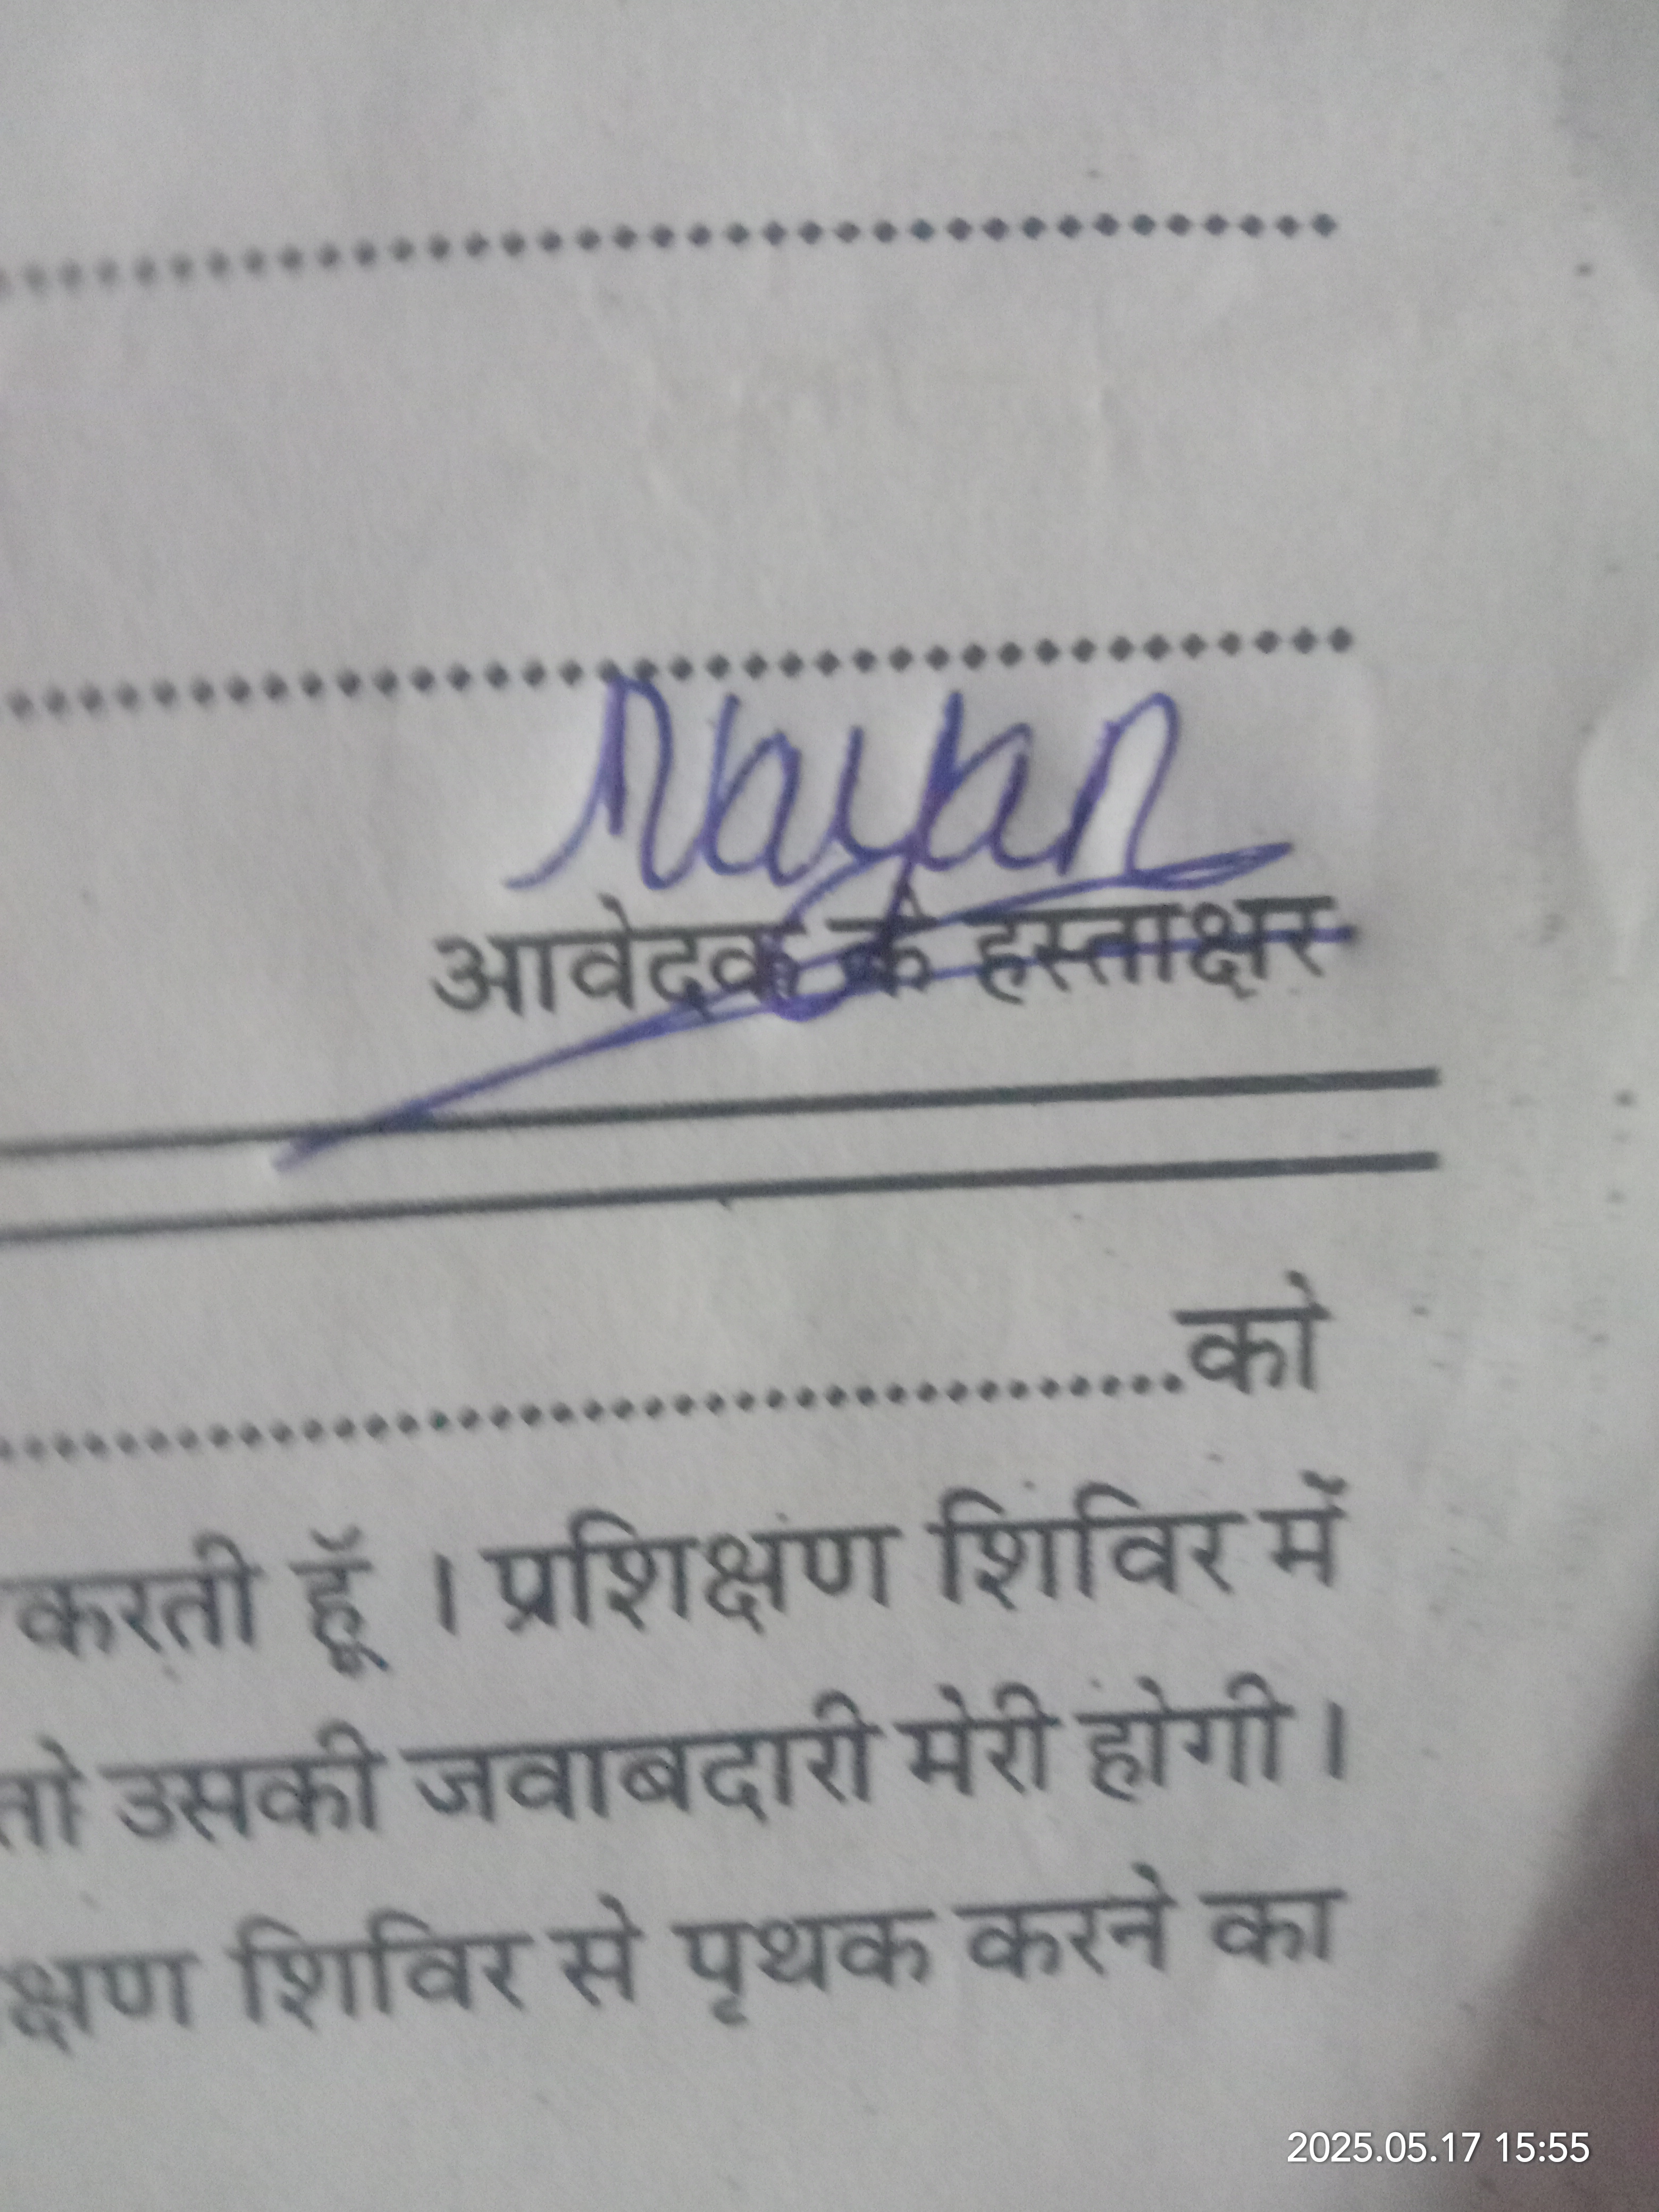 ........................................
........................................
Nayan
आवेदक के हस्ताक्षर
........................................को
करती हूँ । प्रशिक्षण शिविर में
तो उसकी जवाबदारी मेरी होगी ।
क्षण शिविर से पृथक करने का
2025.05.17 15:55